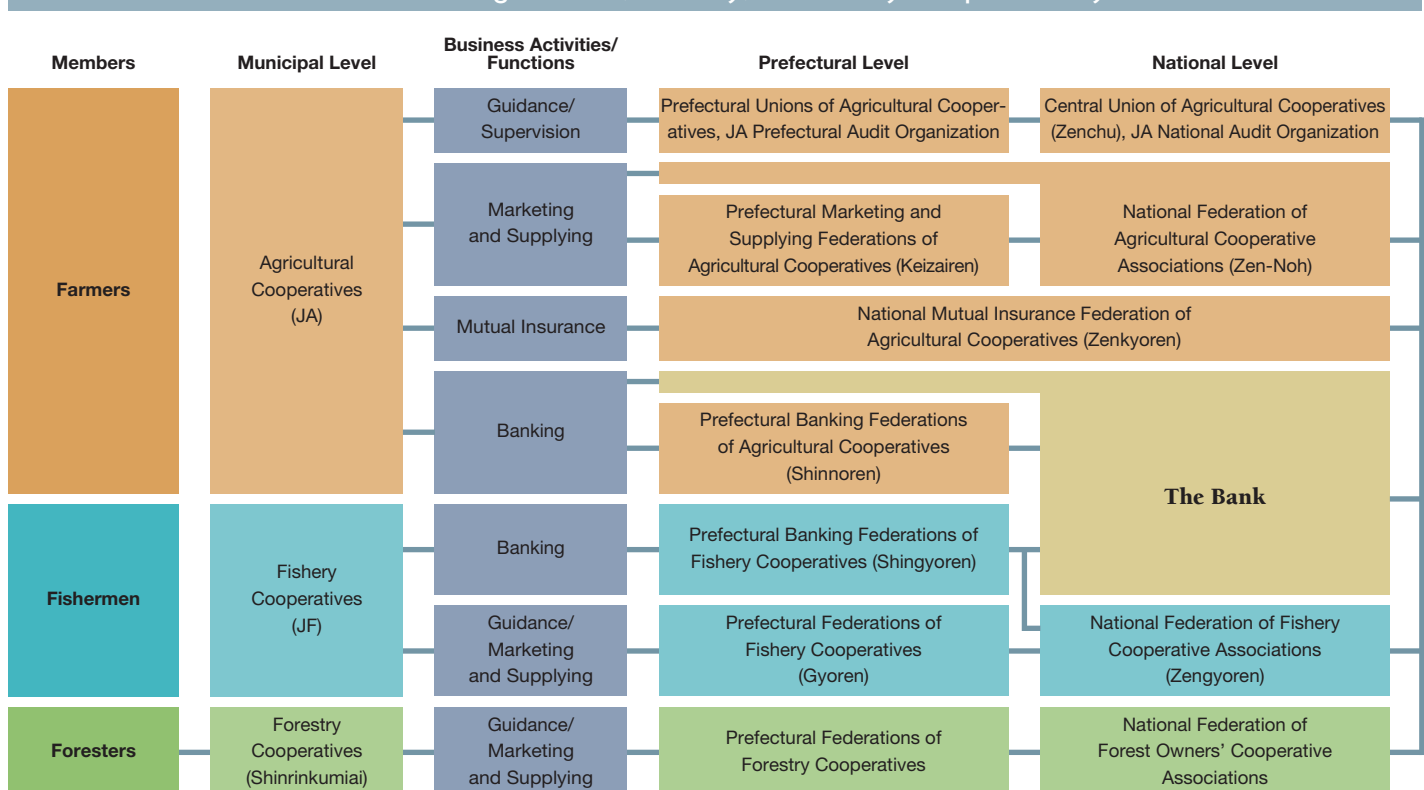 Members
Municipal Level
Business Activities/
Functions
Prefectural Level
National Level
Farmers
Agricultural
Cooperatives
(JA)
Guidance/
Supervision
Prefectural Unions of Agricultural Cooper-
atives, JA Prefectural Audit Organization
Central Union of Agricultural Cooperatives
(Zenchu), JA National Audit Organization
Marketing
and Supplying
Prefectural Marketing and
Supplying Federations of
Agricultural Cooperatives (Keizairen)
National Federation of
Agricultural Cooperative
Associations (Zen-Noh)
Mutual Insurance
National Mutual Insurance Federation of
Agricultural Cooperatives (Zenkyoren)
Banking
Prefectural Banking Federations
of Agricultural Cooperatives
(Shinnoren)
The Bank
Fishermen
Fishery
Cooperatives
(JF)
Banking
Prefectural Banking Federations of
Fishery Cooperatives (Shingyoren)
Guidance/
Marketing
and Supplying
Prefectural Federations of
Fishery Cooperatives
(Gyoren)
National Federation of Fishery
Cooperative Associations
(Zengyoren)
Foresters
Forestry
Cooperatives
(Shinrinkumiai)
Guidance/
Marketing
and Supplying
Prefectural Federations of
Forestry Cooperatives
National Federation of
Forest Owners’ Cooperative
Associations